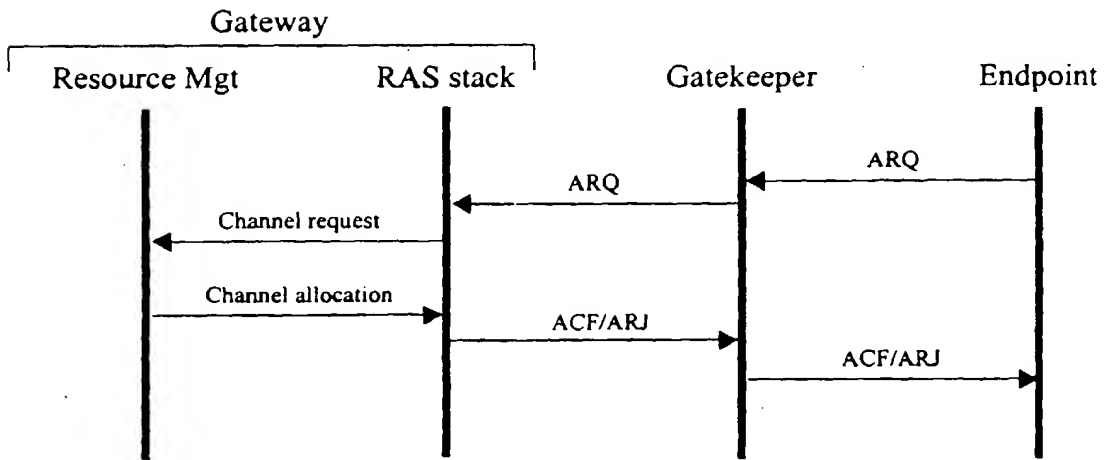 Gateway
Resource Mgt
RAS stack
Gatekeeper
Endpoint
ARQ
ARQ
Channel request
Channel allocation
ACF/ARJ
ACF/ARJ